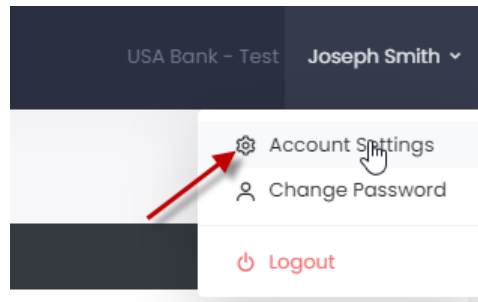 USA Bank - Test Joseph Smith
Account Settings
Change Password
Logout